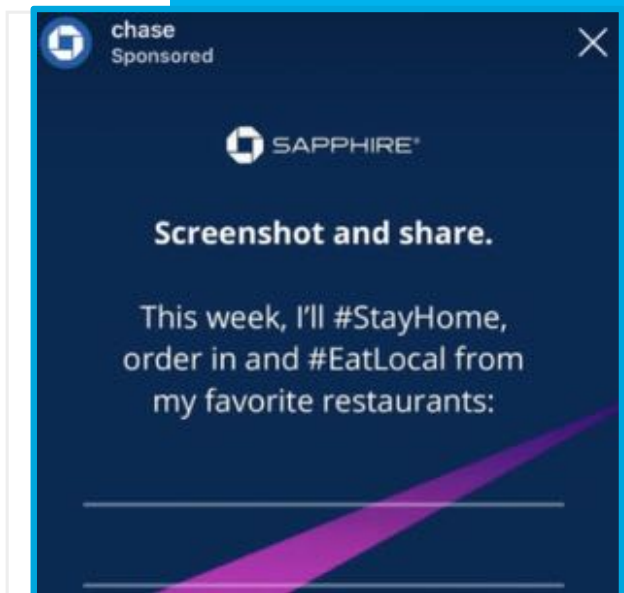 chase
Sponsored
SAPPHIRE®
Screenshot and share.
This week, I'll #StayHome,
order in and #EatLocal from
my favorite restaurants: